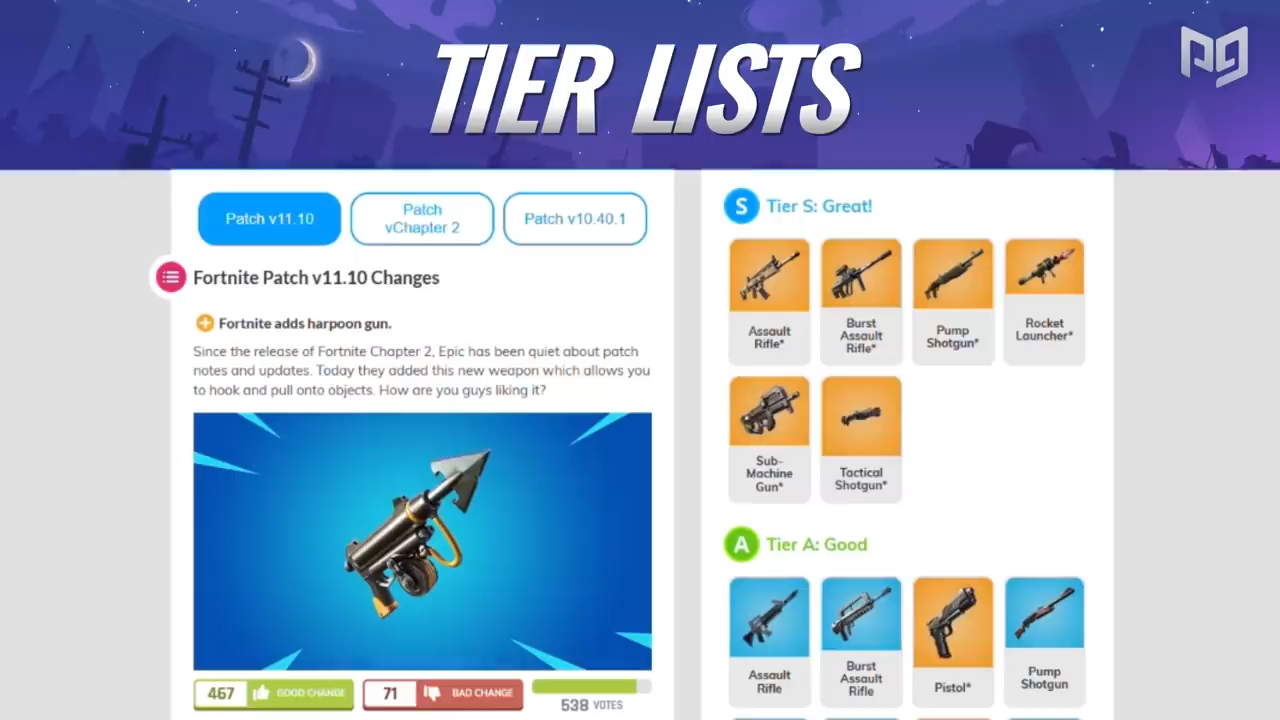 TIER LISTS
pg
Patch v11.10
Patch
vChapter 2
Patch v10.40.1
Fortnite Patch v11.10 Changes
Fortnite adds harpoon gun.
Since the release of Fortnite Chapter 2, Epic has been quiet about patch
notes and updates. Today they added this new weapon which allows you
to hook and pull onto objects. How are you guys liking it?
467 GOOD CHANGE
71 BAD CHANGE
538 VOTES
S Tier S: Great!
Assault
Rifle*
Burst
Assault
Rifle*
Pump
Shotgun*
Rocket
Launcher*
Sub-
Machine
Gun*
Tactical
Shotgun*
A Tier A: Good
Assault
Rifle
Burst
Assault
Rifle
Pistol*
Pump
Shotgun